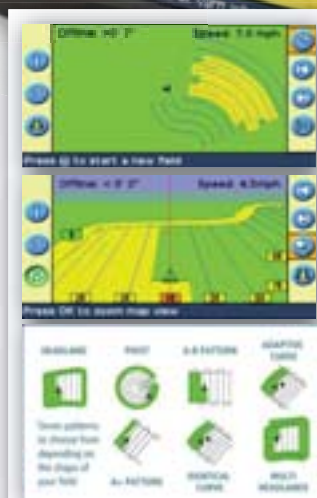 Offline: >0' 2"
Speed: 7.0 mph
Press to start a new field
Offline: < 0' 2"
Speed: 4.5mph
Press OK to zoom map view
HEADLAND
PIVOT
A-B PATTERN
ADAPTIVE
CURVE
Seven patterns
to choose from
depending on
the shape of
your field
A+ PATTERN
IDENTICAL
CURVE
MULTI
HEADLANDS